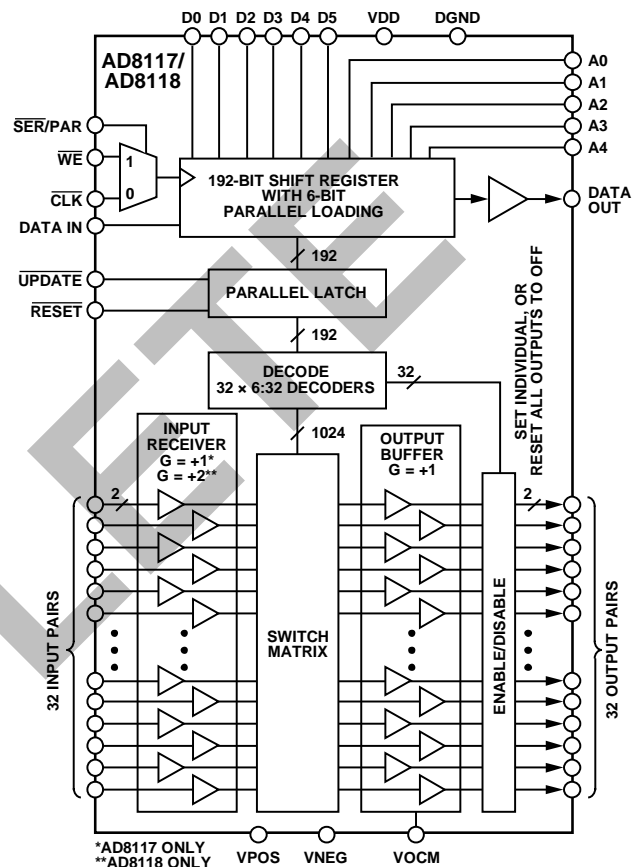 D0 D1 D2 D3 D4 D5 VDD DGND
AD8117/
AD8118
A0
A1
A2
A3
A4
SER/PAR
WE
CLK
DATA IN
1
0
192-BIT SHIFT REGISTER
WITH 6-BIT
PARALLEL LOADING
DATA
OUT
192
UPDATE
RESET
PARALLEL LATCH
192
DECODE
32 × 6:32 DECODERS
32
1024
SET INDIVIDUAL, OR
RESET ALL OUTPUTS TO OFF
INPUT
RECEIVER
G = +1*
G = +2**
OUTPUT
BUFFER
G = +1
2
2
32 INPUT PAIRS
SWITCH
MATRIX
ENABLE/DISABLE
32 OUTPUT PAIRS
*AD8117 ONLY
**AD8118 ONLY
VPOS VNEG VOCM
LETE